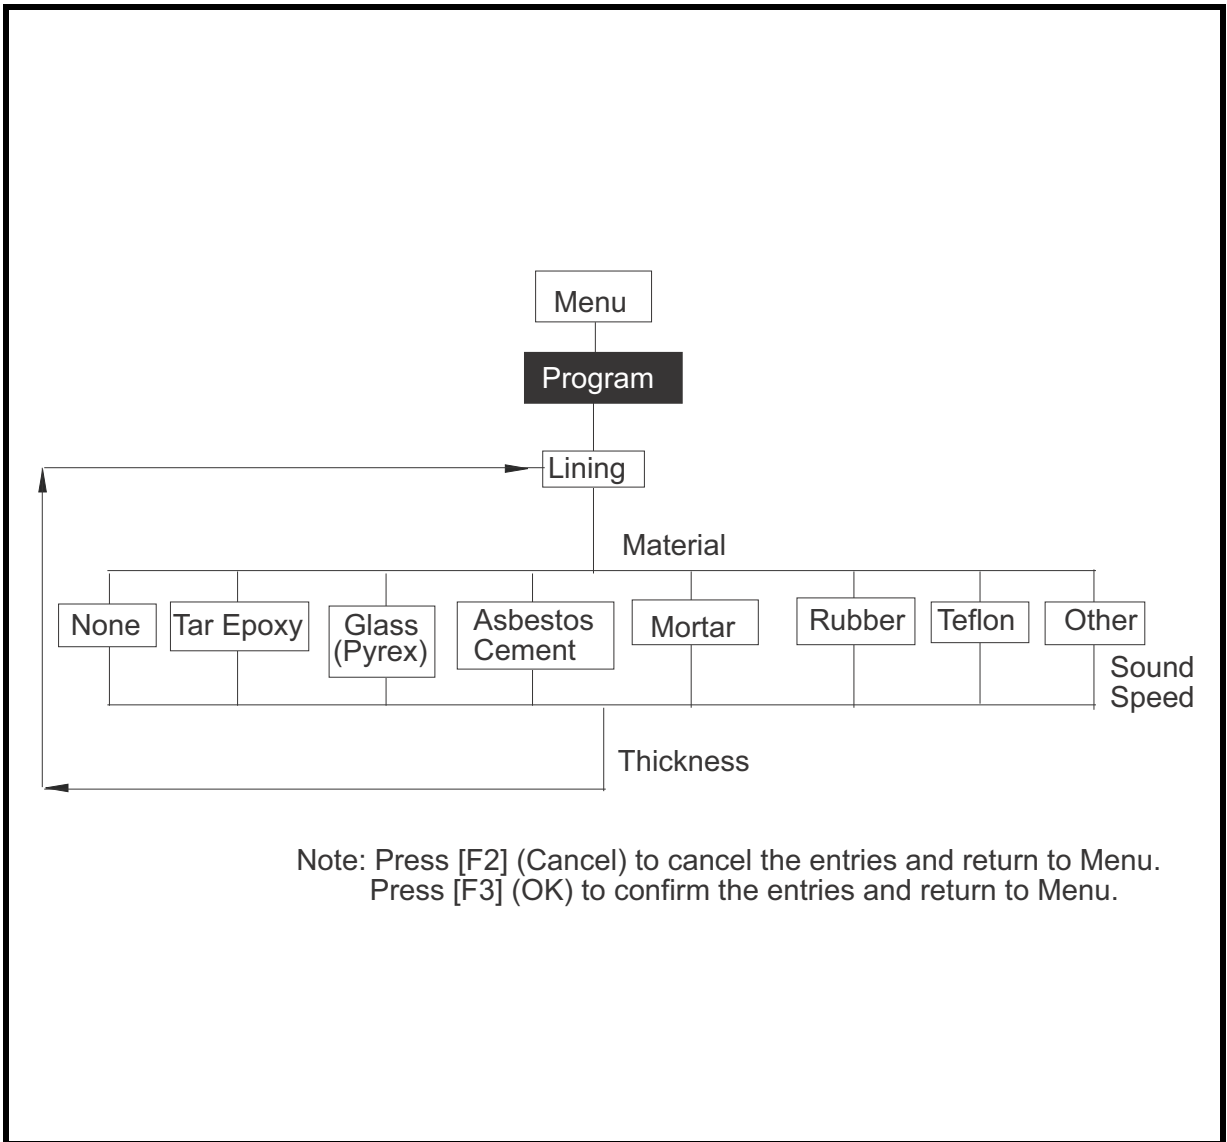 Menu
Program
Lining
Material
None
Tar Epoxy
Glass
(Pyrex)
Asbestos
Cement
Mortar
Rubber
Teflon
Other
Sound
Speed
Thickness
Note: Press [F2] (Cancel) to cancel the entries and return to Menu.
Press [F3] (OK) to confirm the entries and return to Menu.